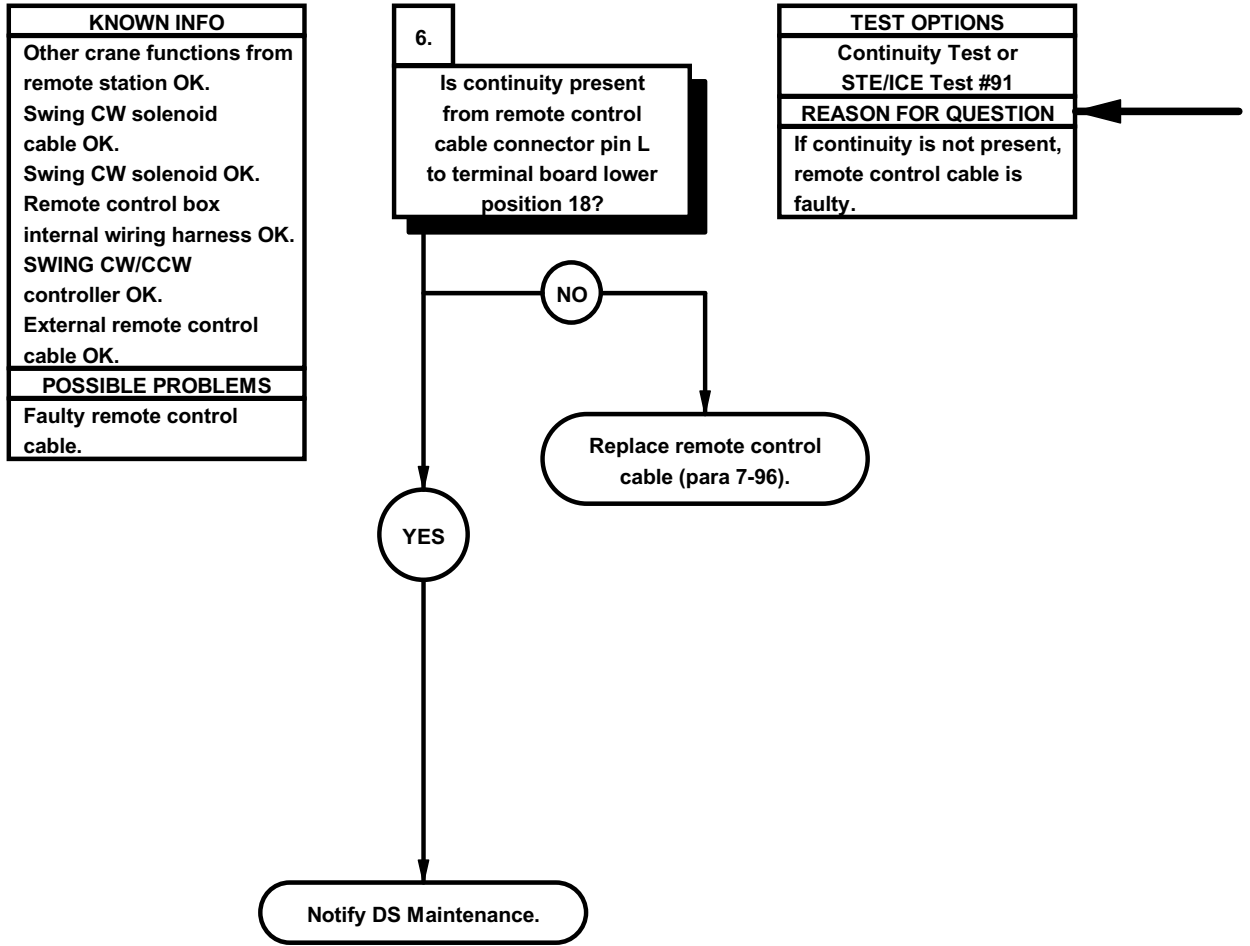 KNOWN INFO
Other crane functions from
remote station OK.
Swing CW solenoid
cable OK.
Swing CW solenoid OK.
Remote control box
internal wiring harness OK.
SWING CW/CCW
controller OK.
External remote control
cable OK.
POSSIBLE PROBLEMS
Faulty remote control
cable.
6.
Is continuity present
from remote control
cable connector pin L
to terminal board lower
position 18?
TEST OPTIONS
Continuity Test or
STE/ICE Test #91
REASON FOR QUESTION
If continuity is not present,
remote control cable is
faulty.
NO
Replace remote control
cable (para 7-96).
YES
Notify DS Maintenance.